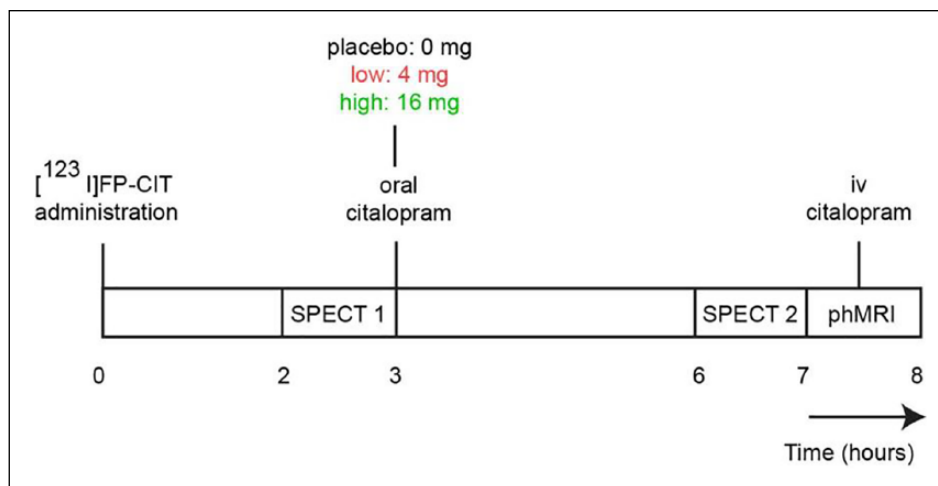 placebo: 0 mg
low: 4 mg
high: 16 mg
[123 I]FP-CIT
administration
oral
citalopram
iv
citalopram
SPECT 1
SPECT 2
phMRI
0
2
3
6
7
8
Time (hours)